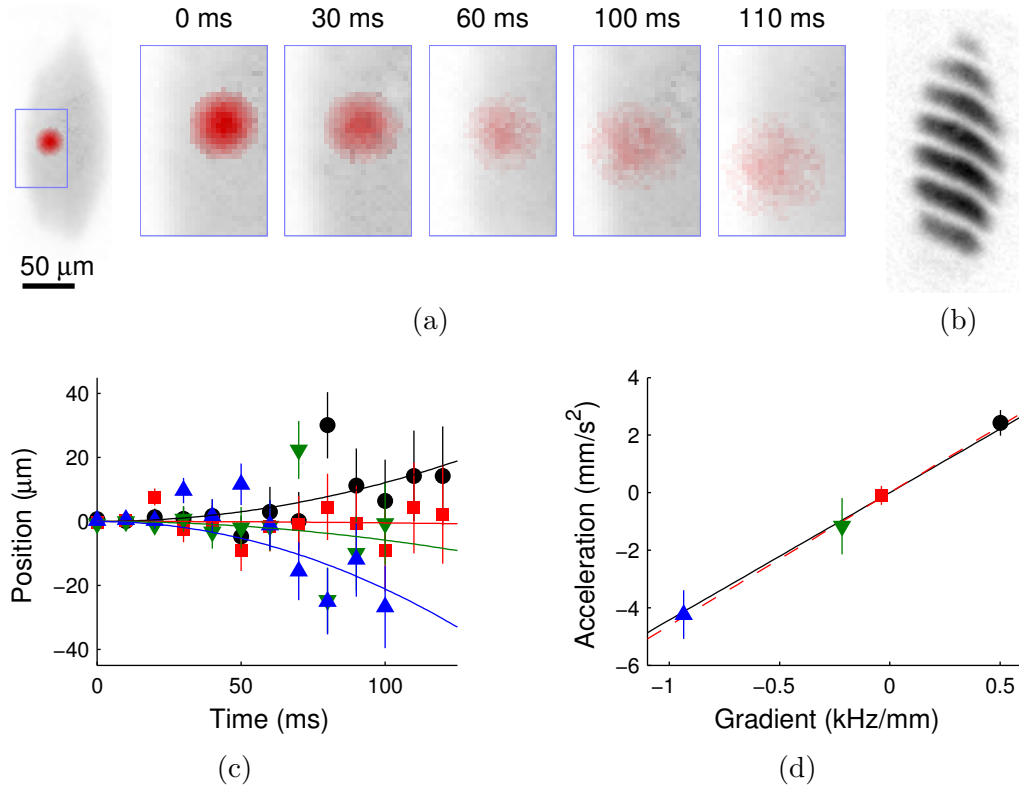 0 ms 30 ms 60 ms 100 ms 110 ms
50 μm
(a)
(b)
40
20
0
−20
−40
Position (μm)
0 50 100
Time (ms)
(c)
4
2
0
−2
−4
−6
Acceleration (mm/s²)
−1 −0.5 0 0.5
Gradient (kHz/mm)
(d)